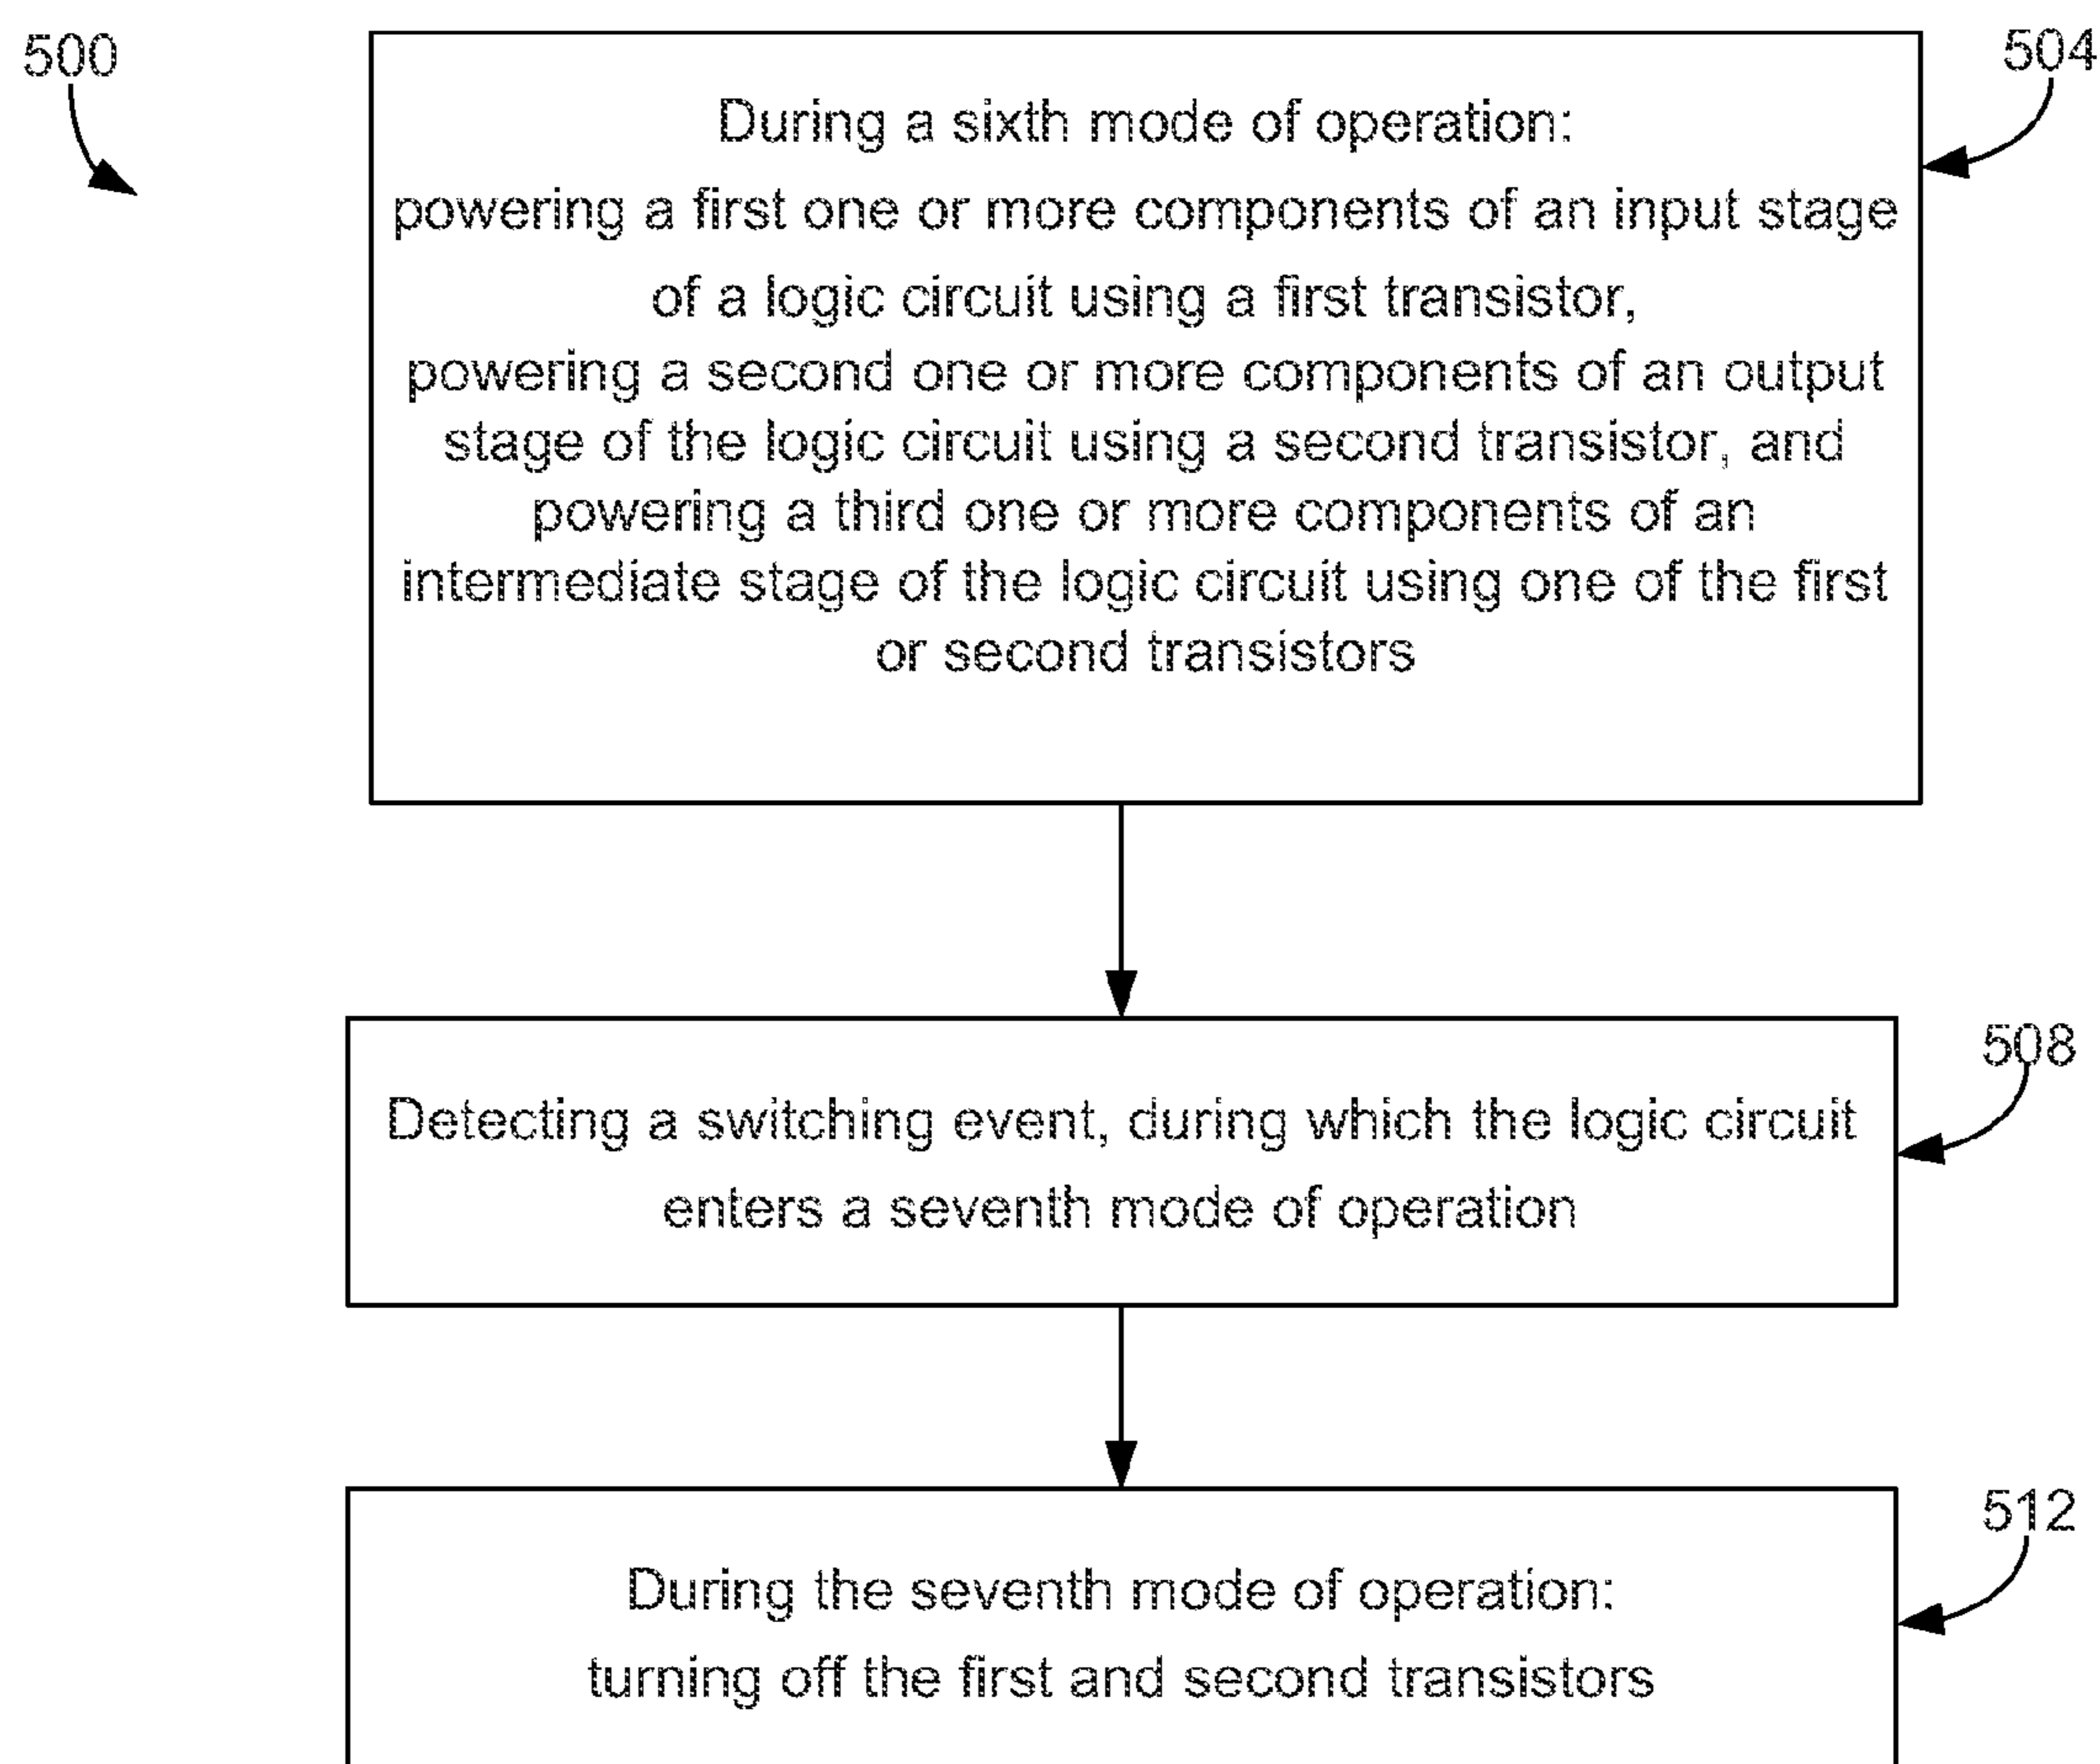 500
504
During a sixth mode of operation:
powering a first one or more components of an input stage
of a logic circuit using a first transistor,
powering a second one or more components of an output
stage of the logic circuit using a second transistor, and
powering a third one or more components of an
intermediate stage of the logic circuit using one of the first
or second transistors
508
Detecting a switching event, during which the logic circuit
enters a seventh mode of operation
512
During the seventh mode of operation:
turning off the first and second transistors